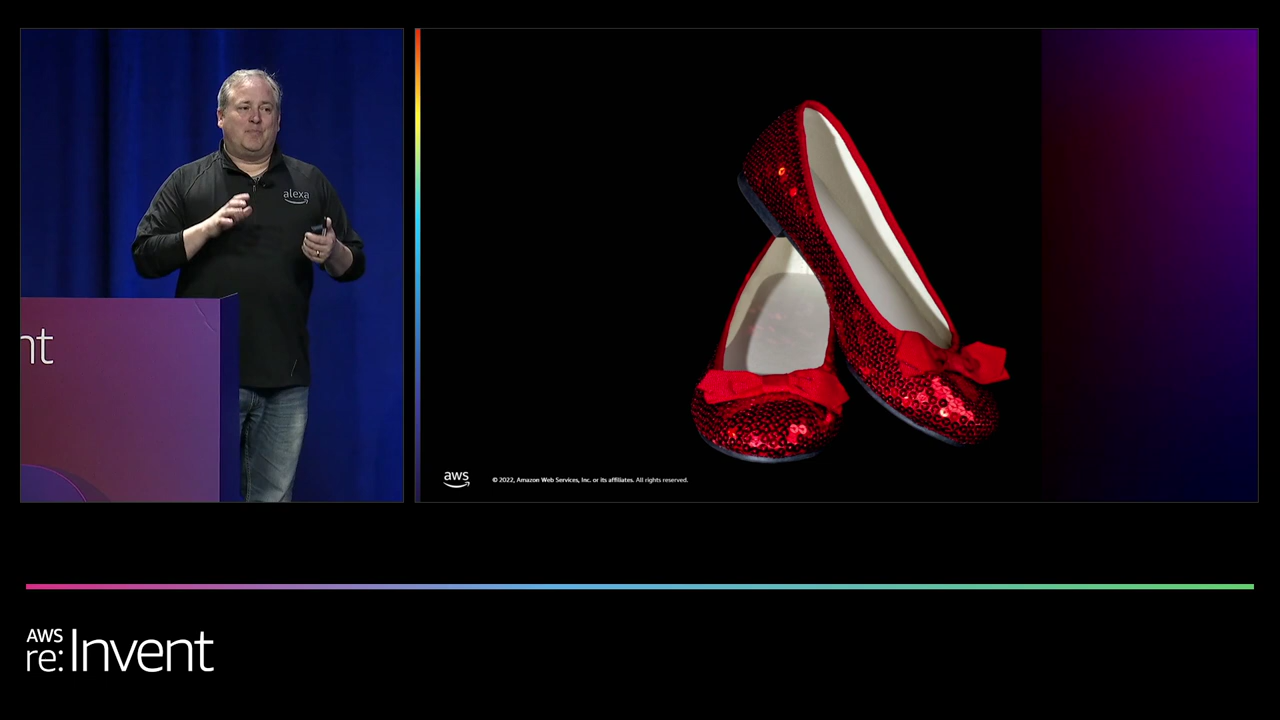 alexa
nt
aws
© 2022, Amazon Web Services, Inc. or its affiliates. All rights reserved.
AWS
re:Invent